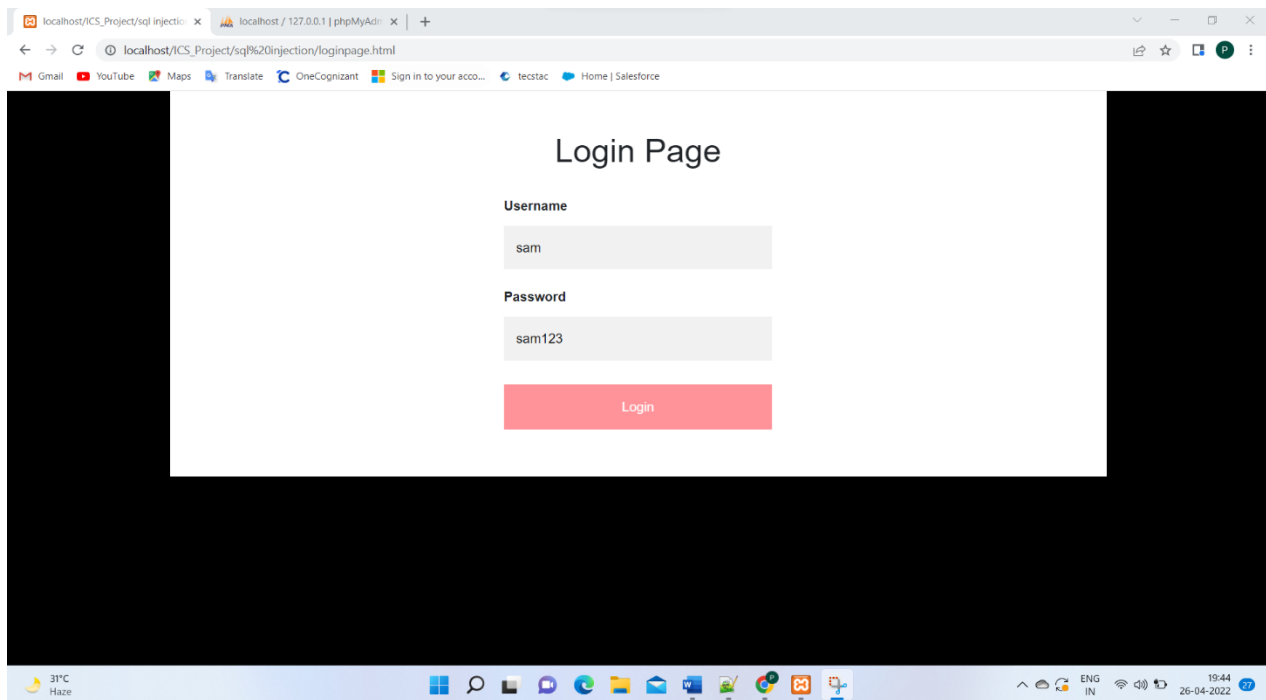 localhost/ICS_Project/sql injectio
localhost / 127.0.0.1 | phpMyAdm
localhost/ICS_Project/sql%20injection/loginpage.html
Gmail YouTube Maps Translate OneCognizant Sign in to your acco... tecstac Home | Salesforce
Login Page
Username
sam
Password
sam123
Login
31°C
Haze
ENG
IN
19:44
26-04-2022
27